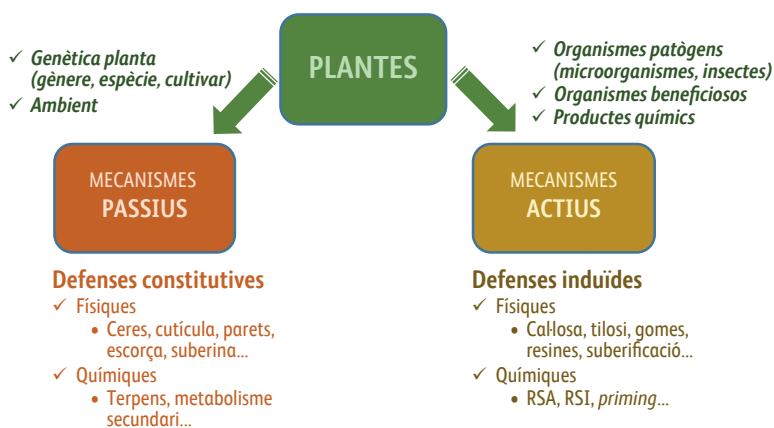 PLANTES
✓ Genètica planta
(gènere, espècie, cultivar)
✓ Ambient
✓ Organismes patògens
(microorganismes, insectes)
✓ Organismes beneficiosos
✓ Productes químics
MECANISMES
PASSIUS
Defenses constitutives
✓ Físiques
• Ceres, cutícula, parets,
escorça, suberina...
✓ Químiques
• Terpens, metabolisme
secundari...
MECANISMES
ACTIUS
Defenses induïdes
✓ Físiques
• Cal·losa, tilosi, gomes,
resines, suberificació...
✓ Químiques
• RSA, RSI, priming...